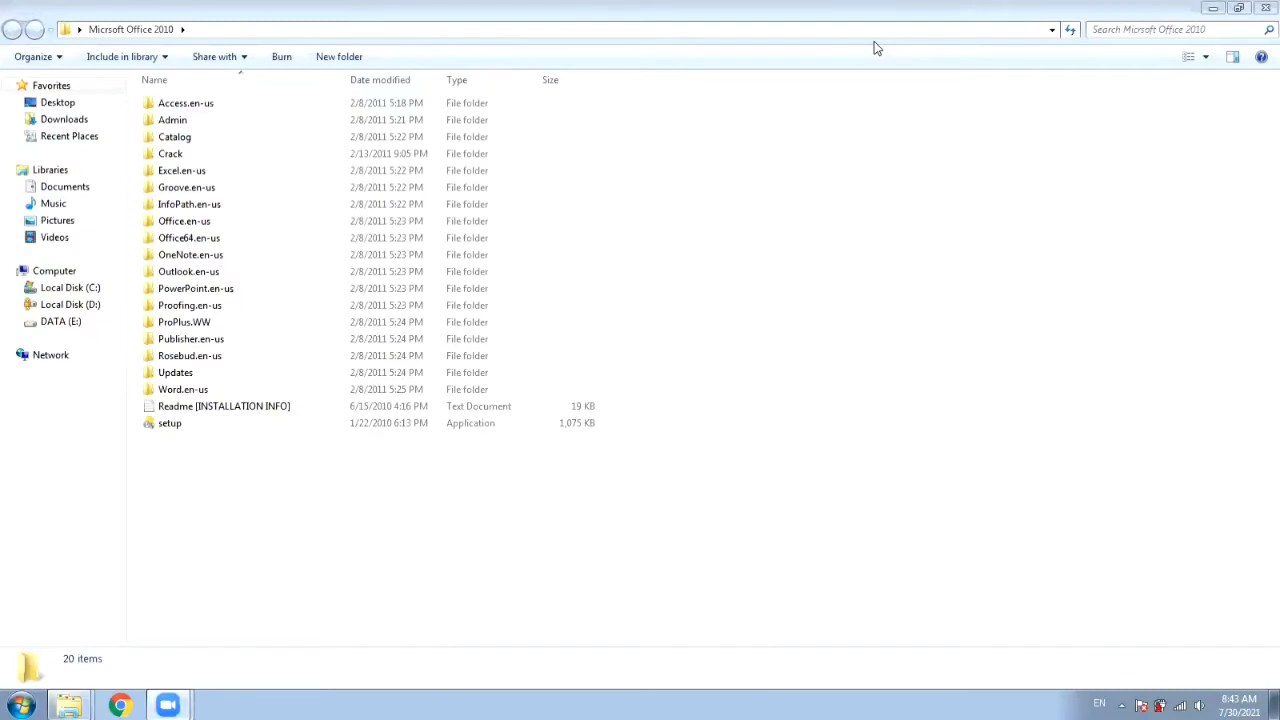 Micrsoft Office 2010
Search Micrsoft Office 2010
Organize Include in library Share with Burn New folder
Name Date modified Type Size
Favorites
Desktop
Downloads
Recent Places
Libraries
Documents
Music
Pictures
Videos
Computer
Local Disk (C:)
Local Disk (D:)
DATA (E:)
Network
Access.en-us 2/8/2011 5:18 PM File folder
Admin 2/8/2011 5:21 PM File folder
Catalog 2/8/2011 5:22 PM File folder
Crack 2/13/2011 9:05 PM File folder
Excel.en-us 2/8/2011 5:22 PM File folder
Groove.en-us 2/8/2011 5:22 PM File folder
InfoPath.en-us 2/8/2011 5:22 PM File folder
Office.en-us 2/8/2011 5:23 PM File folder
Office64.en-us 2/8/2011 5:23 PM File folder
OneNote.en-us 2/8/2011 5:23 PM File folder
Outlook.en-us 2/8/2011 5:23 PM File folder
PowerPoint.en-us 2/8/2011 5:23 PM File folder
Proofing.en-us 2/8/2011 5:23 PM File folder
ProPlus.WW 2/8/2011 5:24 PM File folder
Publisher.en-us 2/8/2011 5:24 PM File folder
Rosebud.en-us 2/8/2011 5:24 PM File folder
Updates 2/8/2011 5:24 PM File folder
Word.en-us 2/8/2011 5:25 PM File folder
Readme [INSTALLATION INFO] 6/15/2010 4:16 PM Text Document 19 KB
setup 1/22/2010 6:13 PM Application 1,075 KB
20 items
EN
8:43 AM
7/30/2021